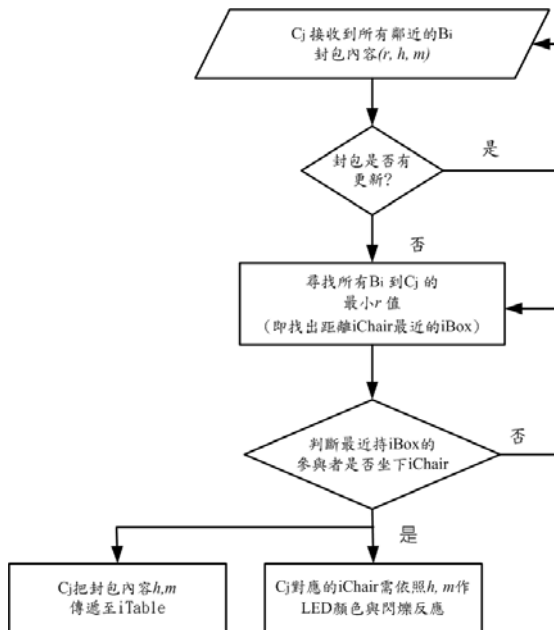 Cj 接收到所有鄰近的Bi
封包內容(r, h, m)
封包是否有
更新?
是
否
尋找所有Bi 到Cj 的
最小r 值
(即找出距離iChair最近的iBox)
判斷最近持iBox的
參與者是否坐下iChair
否
是
Cj把封包內容h,m
傳遞至iTable
Cj對應的iChair需依照h, m作
LED顏色與閃爍反應